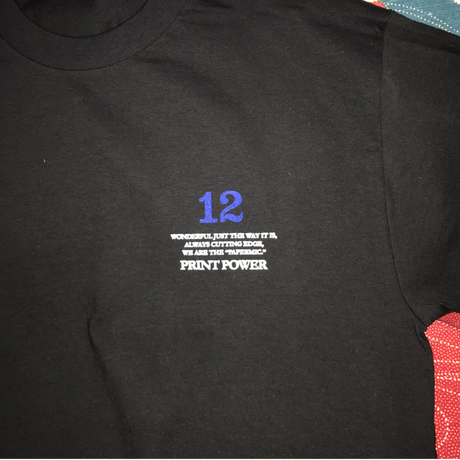 12
WONDERFUL JUST THE WAY IT IS,
ALWAYS CUTTING EDGE,
WE ARE THE "PAPERMIC."
PRINT POWER